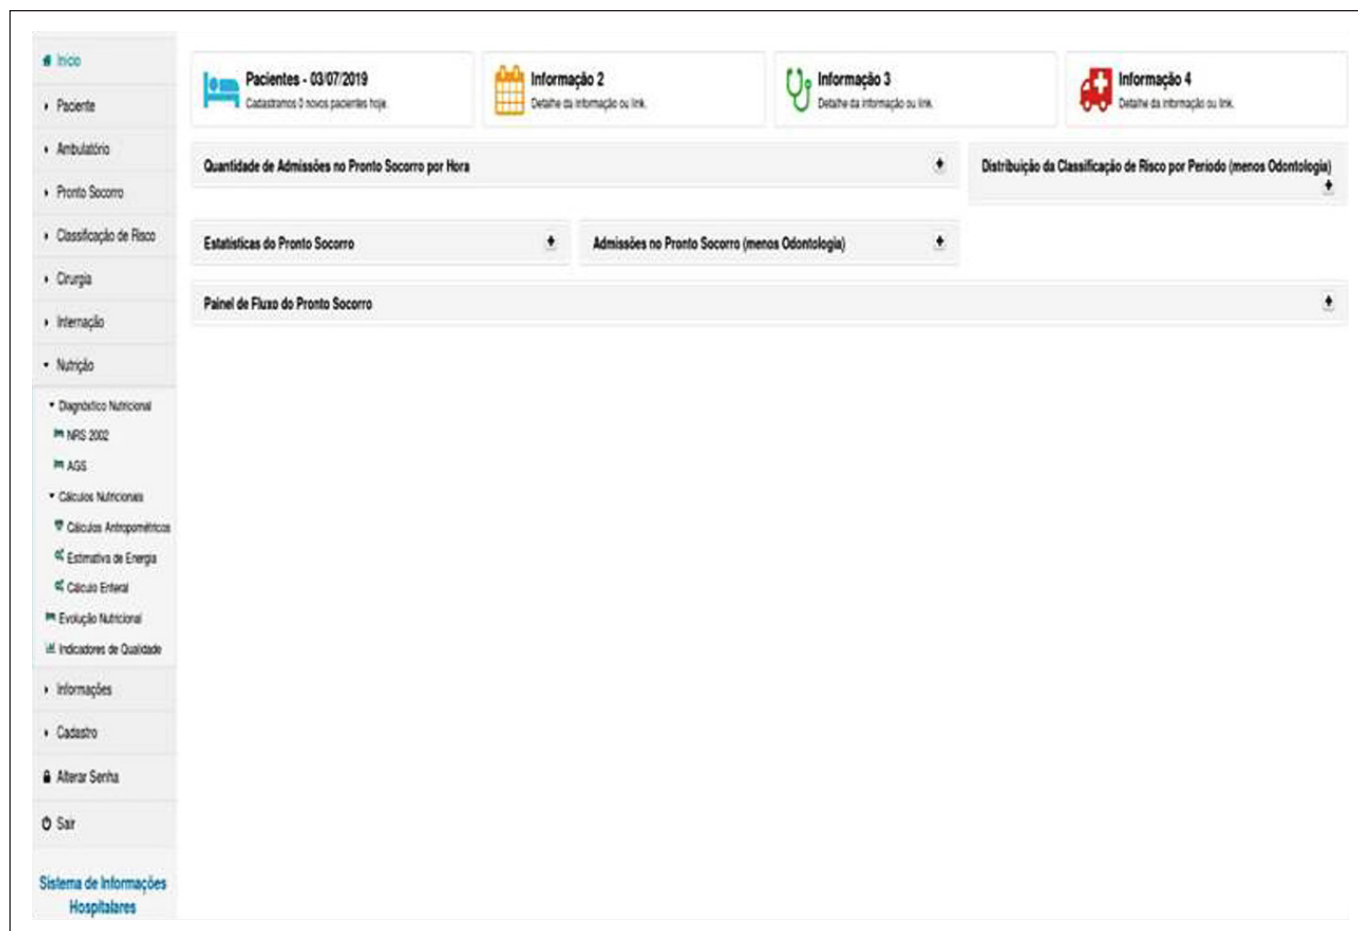 Início
Paciente
Ambulatório
Pronto Socorro
Classificação de Risco
Cirurgia
Internação
Nutrição
Diagnóstico Nutricional
NRS 2002
AGS
Cálculos Nutricionais
Cálculos Antropométricos
Estimativa de Energia
Cálculo Enteral
Evolução Nutricional
Indicadores de Qualidade
Informações
Cadastro
Alterar Senha
Sair
Sistema de Informações
Hospitalares
Pacientes - 03/07/2019
Cadastramos 0 novos pacientes hoje.
Informação 2
Detalhe da informação ou link.
Informação 3
Detalhe da informação ou link.
Informação 4
Detalhe da informação ou link.
Quantidade de Admissões no Pronto Socorro por Hora
Distribuição da Classificação de Risco por Período (menos Odontologia)
Estatísticas do Pronto Socorro
Admissões no Pronto Socorro (menos Odontologia)
Painel de Fluxo do Pronto Socorro